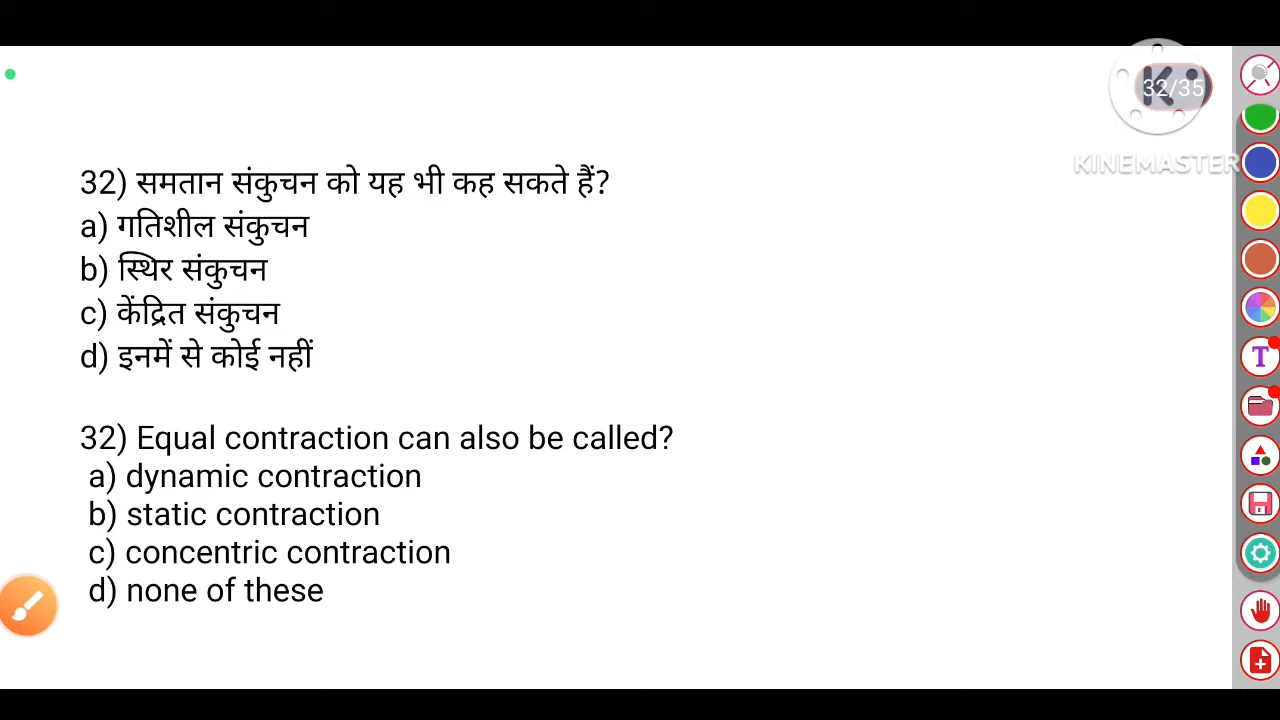 32/35
KINEMASTER
32) समतान संकुचन को यह भी कह सकते हैं?
a) गतिशील संकुचन
b) स्थिर संकुचन
c) केंद्रित संकुचन
d) इनमें से कोई नहीं
32) Equal contraction can also be called?
a) dynamic contraction
b) static contraction
c) concentric contraction
d) none of these
T